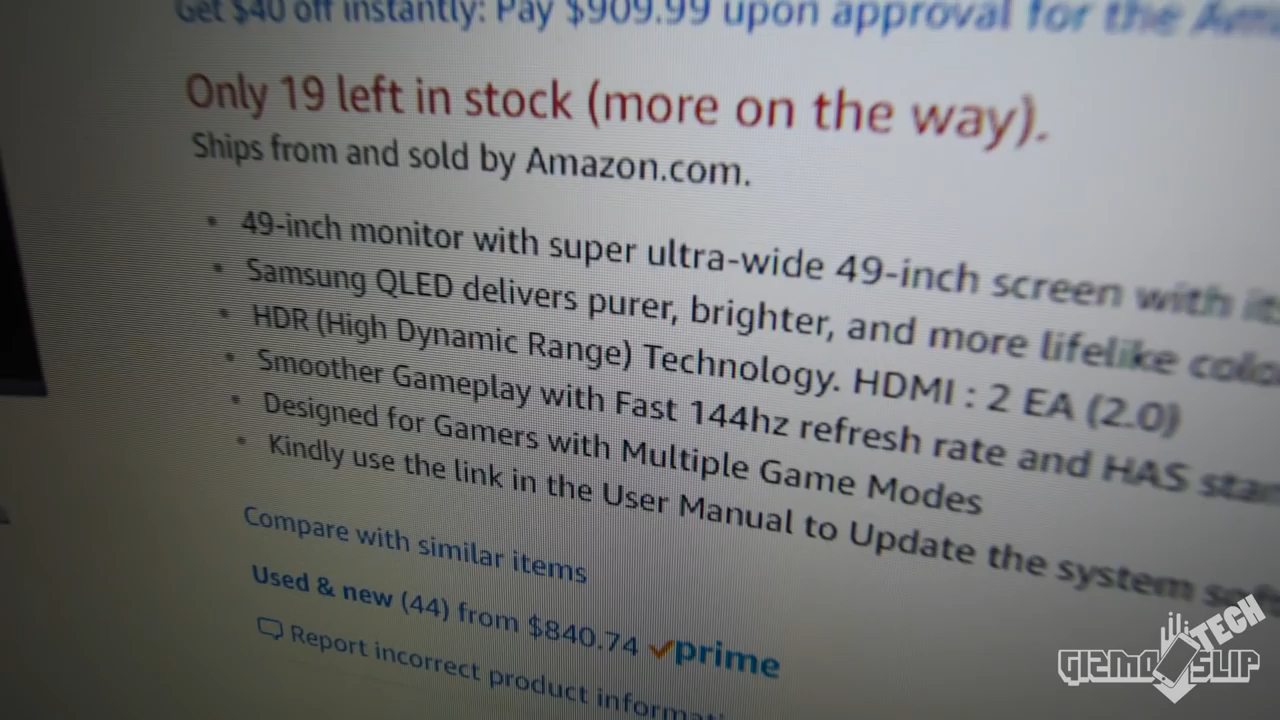 Get $40 off instantly: Pay $909.99 upon approval for the
Only 19 left in stock (more on the way).
Ships from and sold by Amazon.com.
• 49-inch monitor with super ultra-wide 49-inch screen with
• Samsung QLED delivers purer, brighter, and more lifelike
• HDR (High Dynamic Range) Technology. HDMI : 2 EA (2.0)
• Smoother Gameplay with Fast 144hz refresh rate and HAS
• Designed for Gamers with Multiple Game Modes
• Kindly use the link in the User Manual to Update the system
Compare with similar items
Used & new (44) from $840.74 prime
Report incorrect product
TECH
GIZMO SLIP